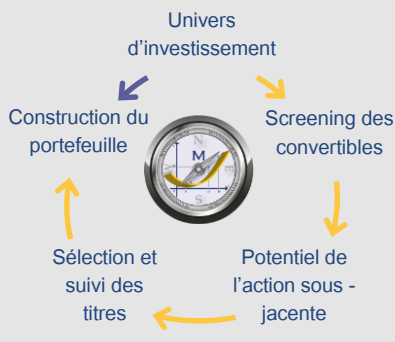 Univers
d'investissement
Construction du
portefeuille
Screening des
convertibles
N
M
E
S
Sélection et
suivi des
titres
Potentiel de
l'action sous -
jacente